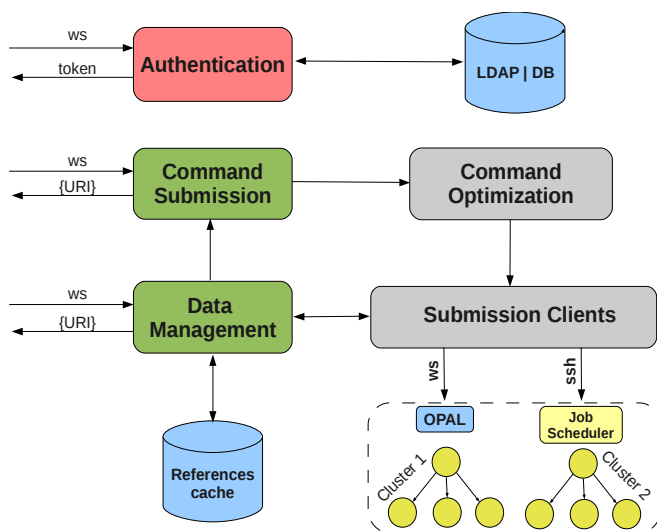 ws
token
Authentication
LDAP | DB
ws
{URI}
Command
Submission
Command
Optimization
ws
{URI}
Data
Management
Submission Clients
ws
ssh
References
cache
OPAL
Job
Scheduler
Cluster 1
Cluster 2